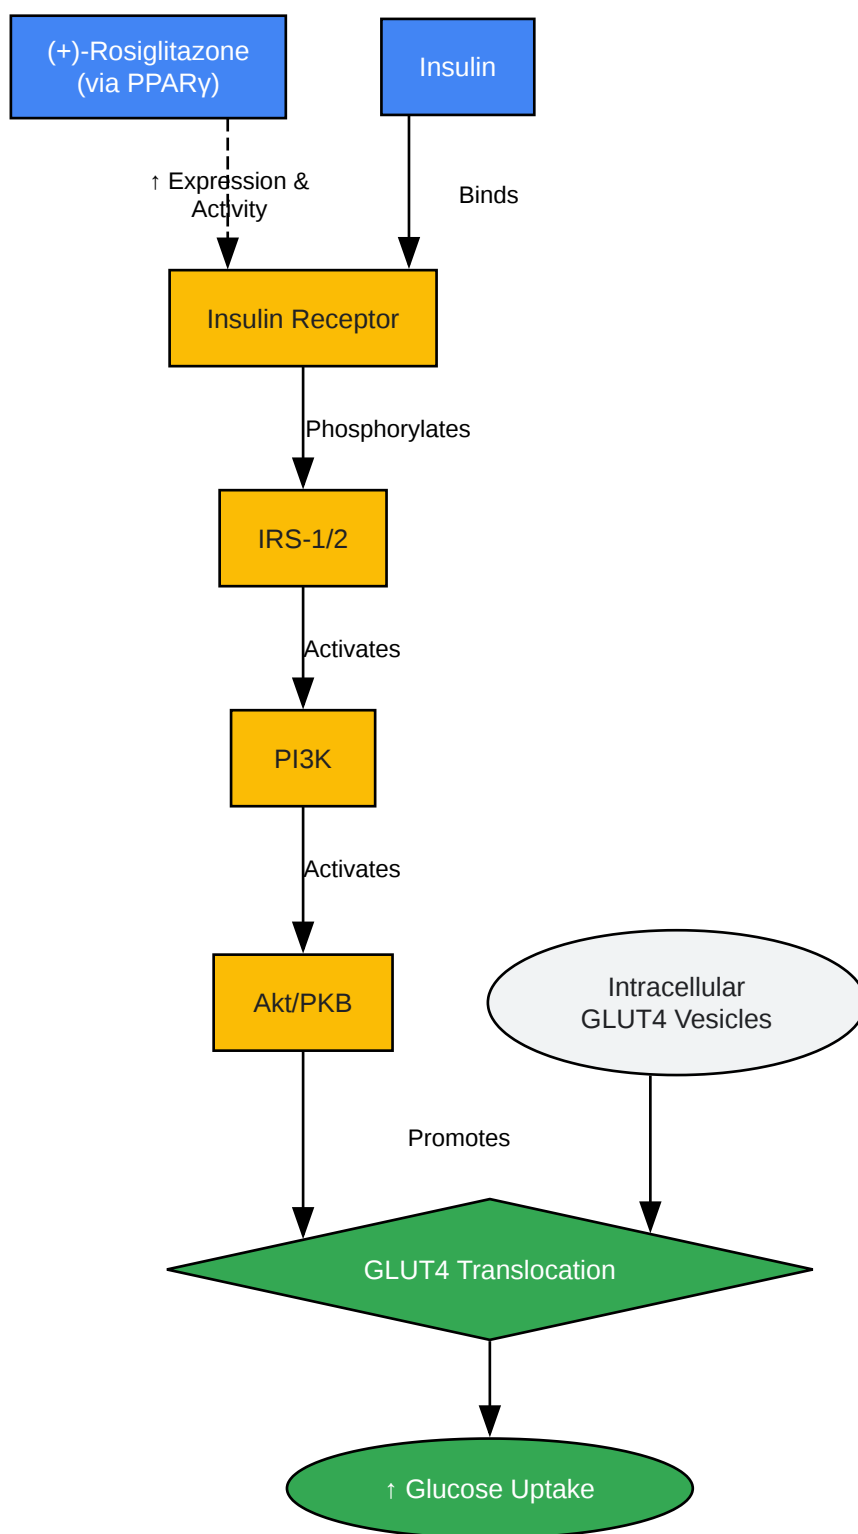 (+)-Rosiglitazone
(via PPARγ)
Insulin
↑ Expression &
Activity
Binds
Insulin Receptor
Phosphorylates
IRS-1/2
Activates
PI3K
Activates
Akt/PKB
Intracellular
GLUT4 Vesicles
Promotes
GLUT4 Translocation
↑ Glucose Uptake